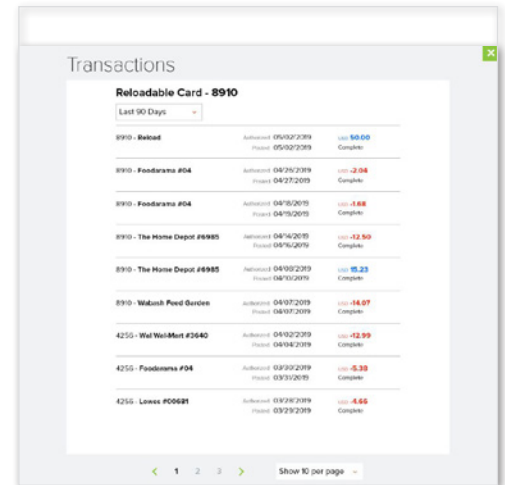 Transactions
Reloadable Card - 8910
Last 90 Days
8910 - Reload Authorized 05/02/2019 USD 50.00
Posted 05/02/2019 Complete
8910 - Foodarama #04 Authorized 04/26/2019 USD -2.04
Posted 04/27/2019 Complete
8910 - Foodarama #04 Authorized 04/18/2019 USD -1.68
Posted 04/19/2019 Complete
8910 - The Home Depot #6985 Authorized 04/14/2019 USD -12.50
Posted 04/16/2019 Complete
8910 - The Home Depot #6985 Authorized 04/08/2019 USD 15.23
Posted 04/10/2019 Complete
8910 - Wabash Feed Garden Authorized 04/07/2019 USD -14.07
Posted 04/07/2019 Complete
4256 - Wal Wal-Mart #3640 Authorized 04/02/2019 USD -12.99
Posted 04/04/2019 Complete
4256 - Foodarama #04 Authorized 03/30/2019 USD -5.38
Posted 03/31/2019 Complete
4256 - Lowes #00681 Authorized 03/28/2019 USD -4.66
Posted 03/29/2019 Complete
1 2 3 Show 10 per page